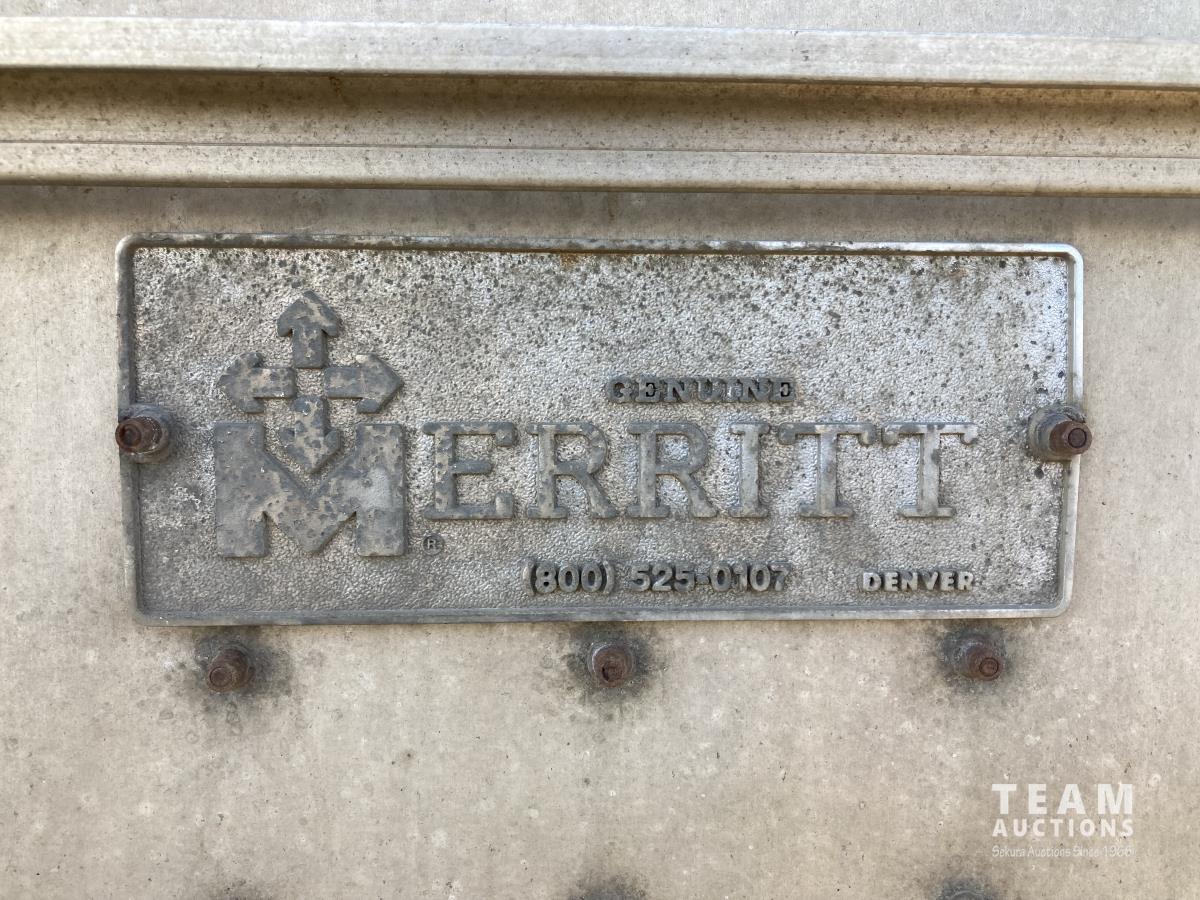 GENUINE
MERRITT
®
(800) 525-0107 DENVER
TEAM
AUCTIONS
Sekura Auctions Since 1966